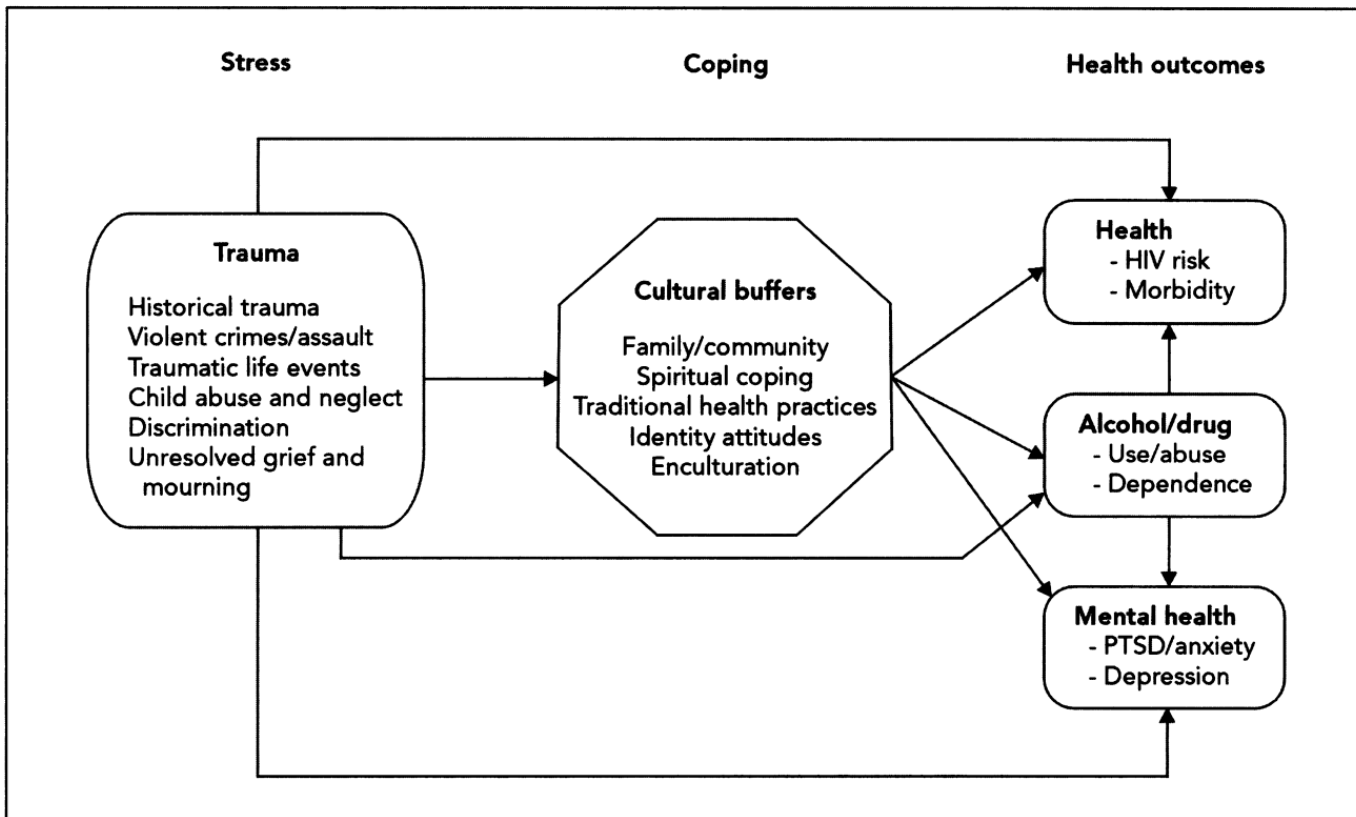 Stress
Coping
Health outcomes
Trauma
Historical trauma
Violent crimes/assault
Traumatic life events
Child abuse and neglect
Discrimination
Unresolved grief and
mourning
Cultural buffers
Family/community
Spiritual coping
Traditional health practices
Identity attitudes
Enculturation
Health
- HIV risk
- Morbidity
Alcohol/drug
- Use/abuse
- Dependence
Mental health
- PTSD/anxiety
- Depression